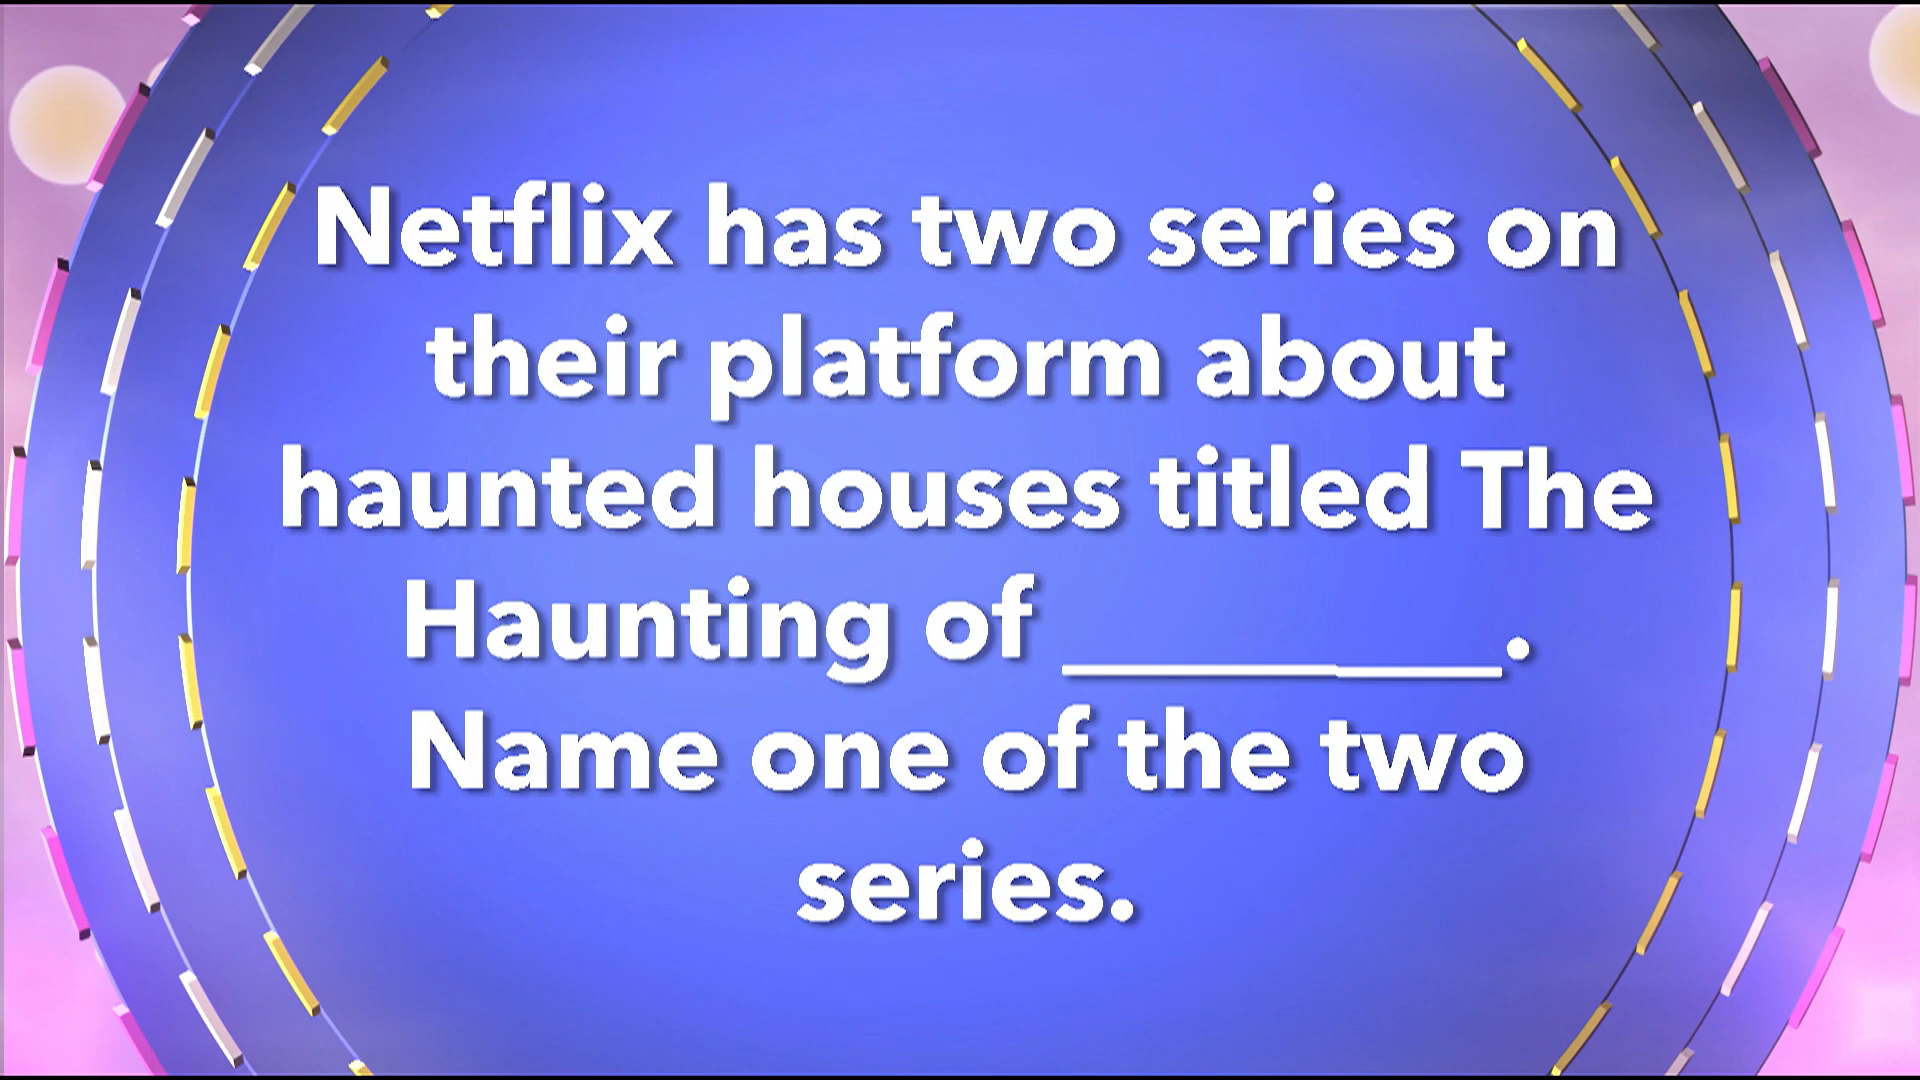 Netflix has two series on
their platform about
haunted houses titled The
Haunting of ________.
Name one of the two
series.